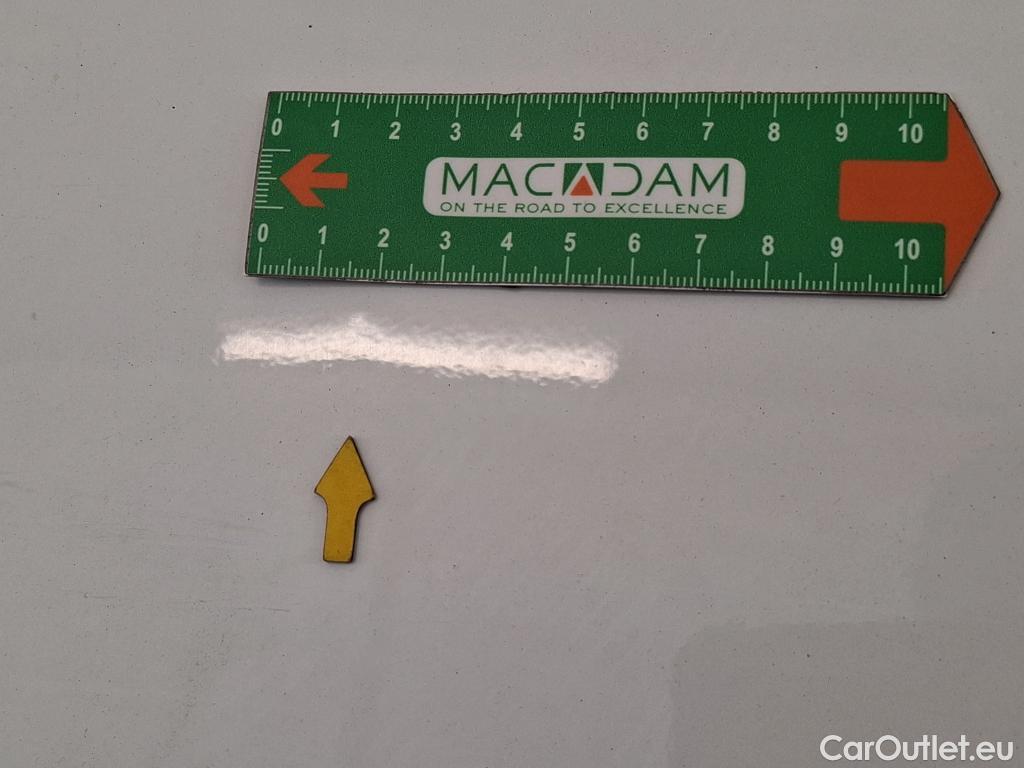 0 1 2 3 4 5 6 7 8 9 10
MACADAM
ON THE ROAD TO EXCELLENCE
0 1 2 3 4 5 6 7 8 9 10
CarOutlet.eu